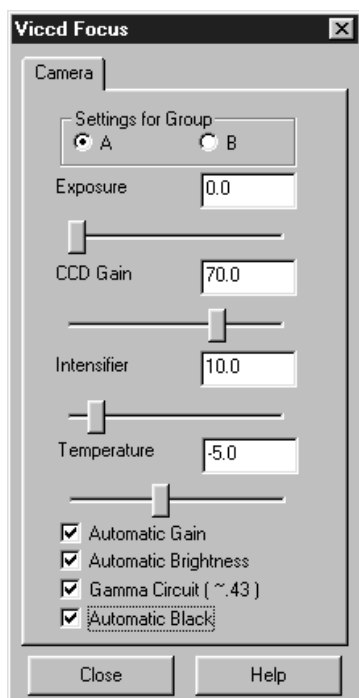 Viccd Focus
Camera
Settings for Group
A B
Exposure 0.0
CCD Gain 70.0
Intensifier 10.0
Temperature -5.0
Automatic Gain
Automatic Brightness
Gamma Circuit ( ~.43 )
Automatic Black
Close Help